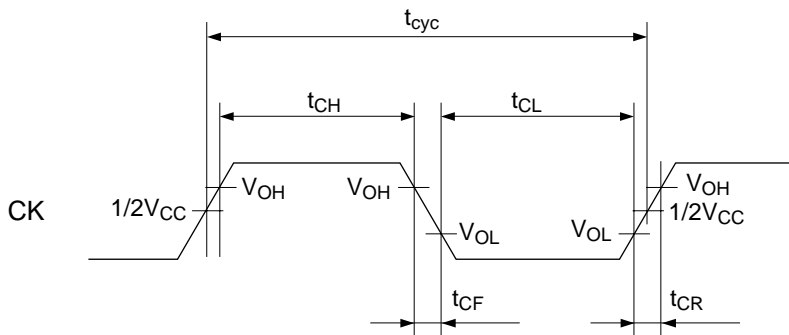 tcyc
tCH
tCL
CK
1/2VCC
VOH
VOH
VOL
VOL
VOH
1/2VCC
tCF
tCR